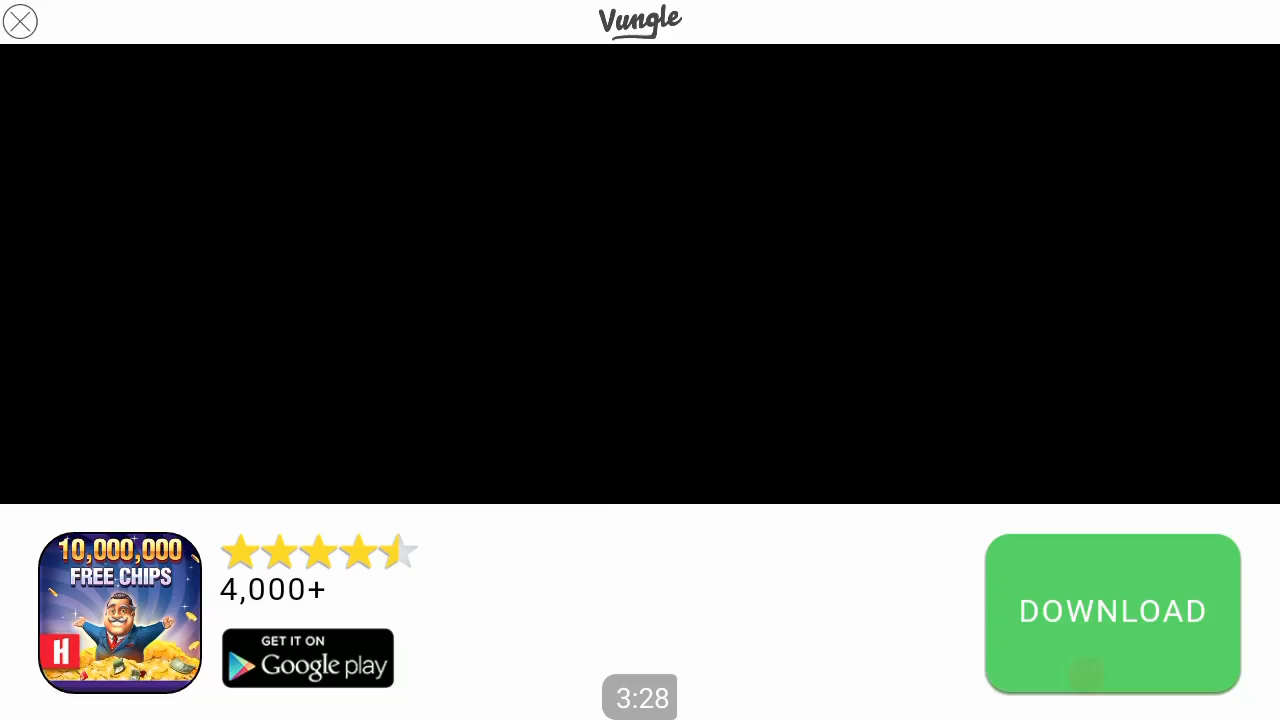 Vungle
10,000,000
FREE CHIPS
H
4,000+
GET IT ON
Google play
DOWNLOAD
3:28